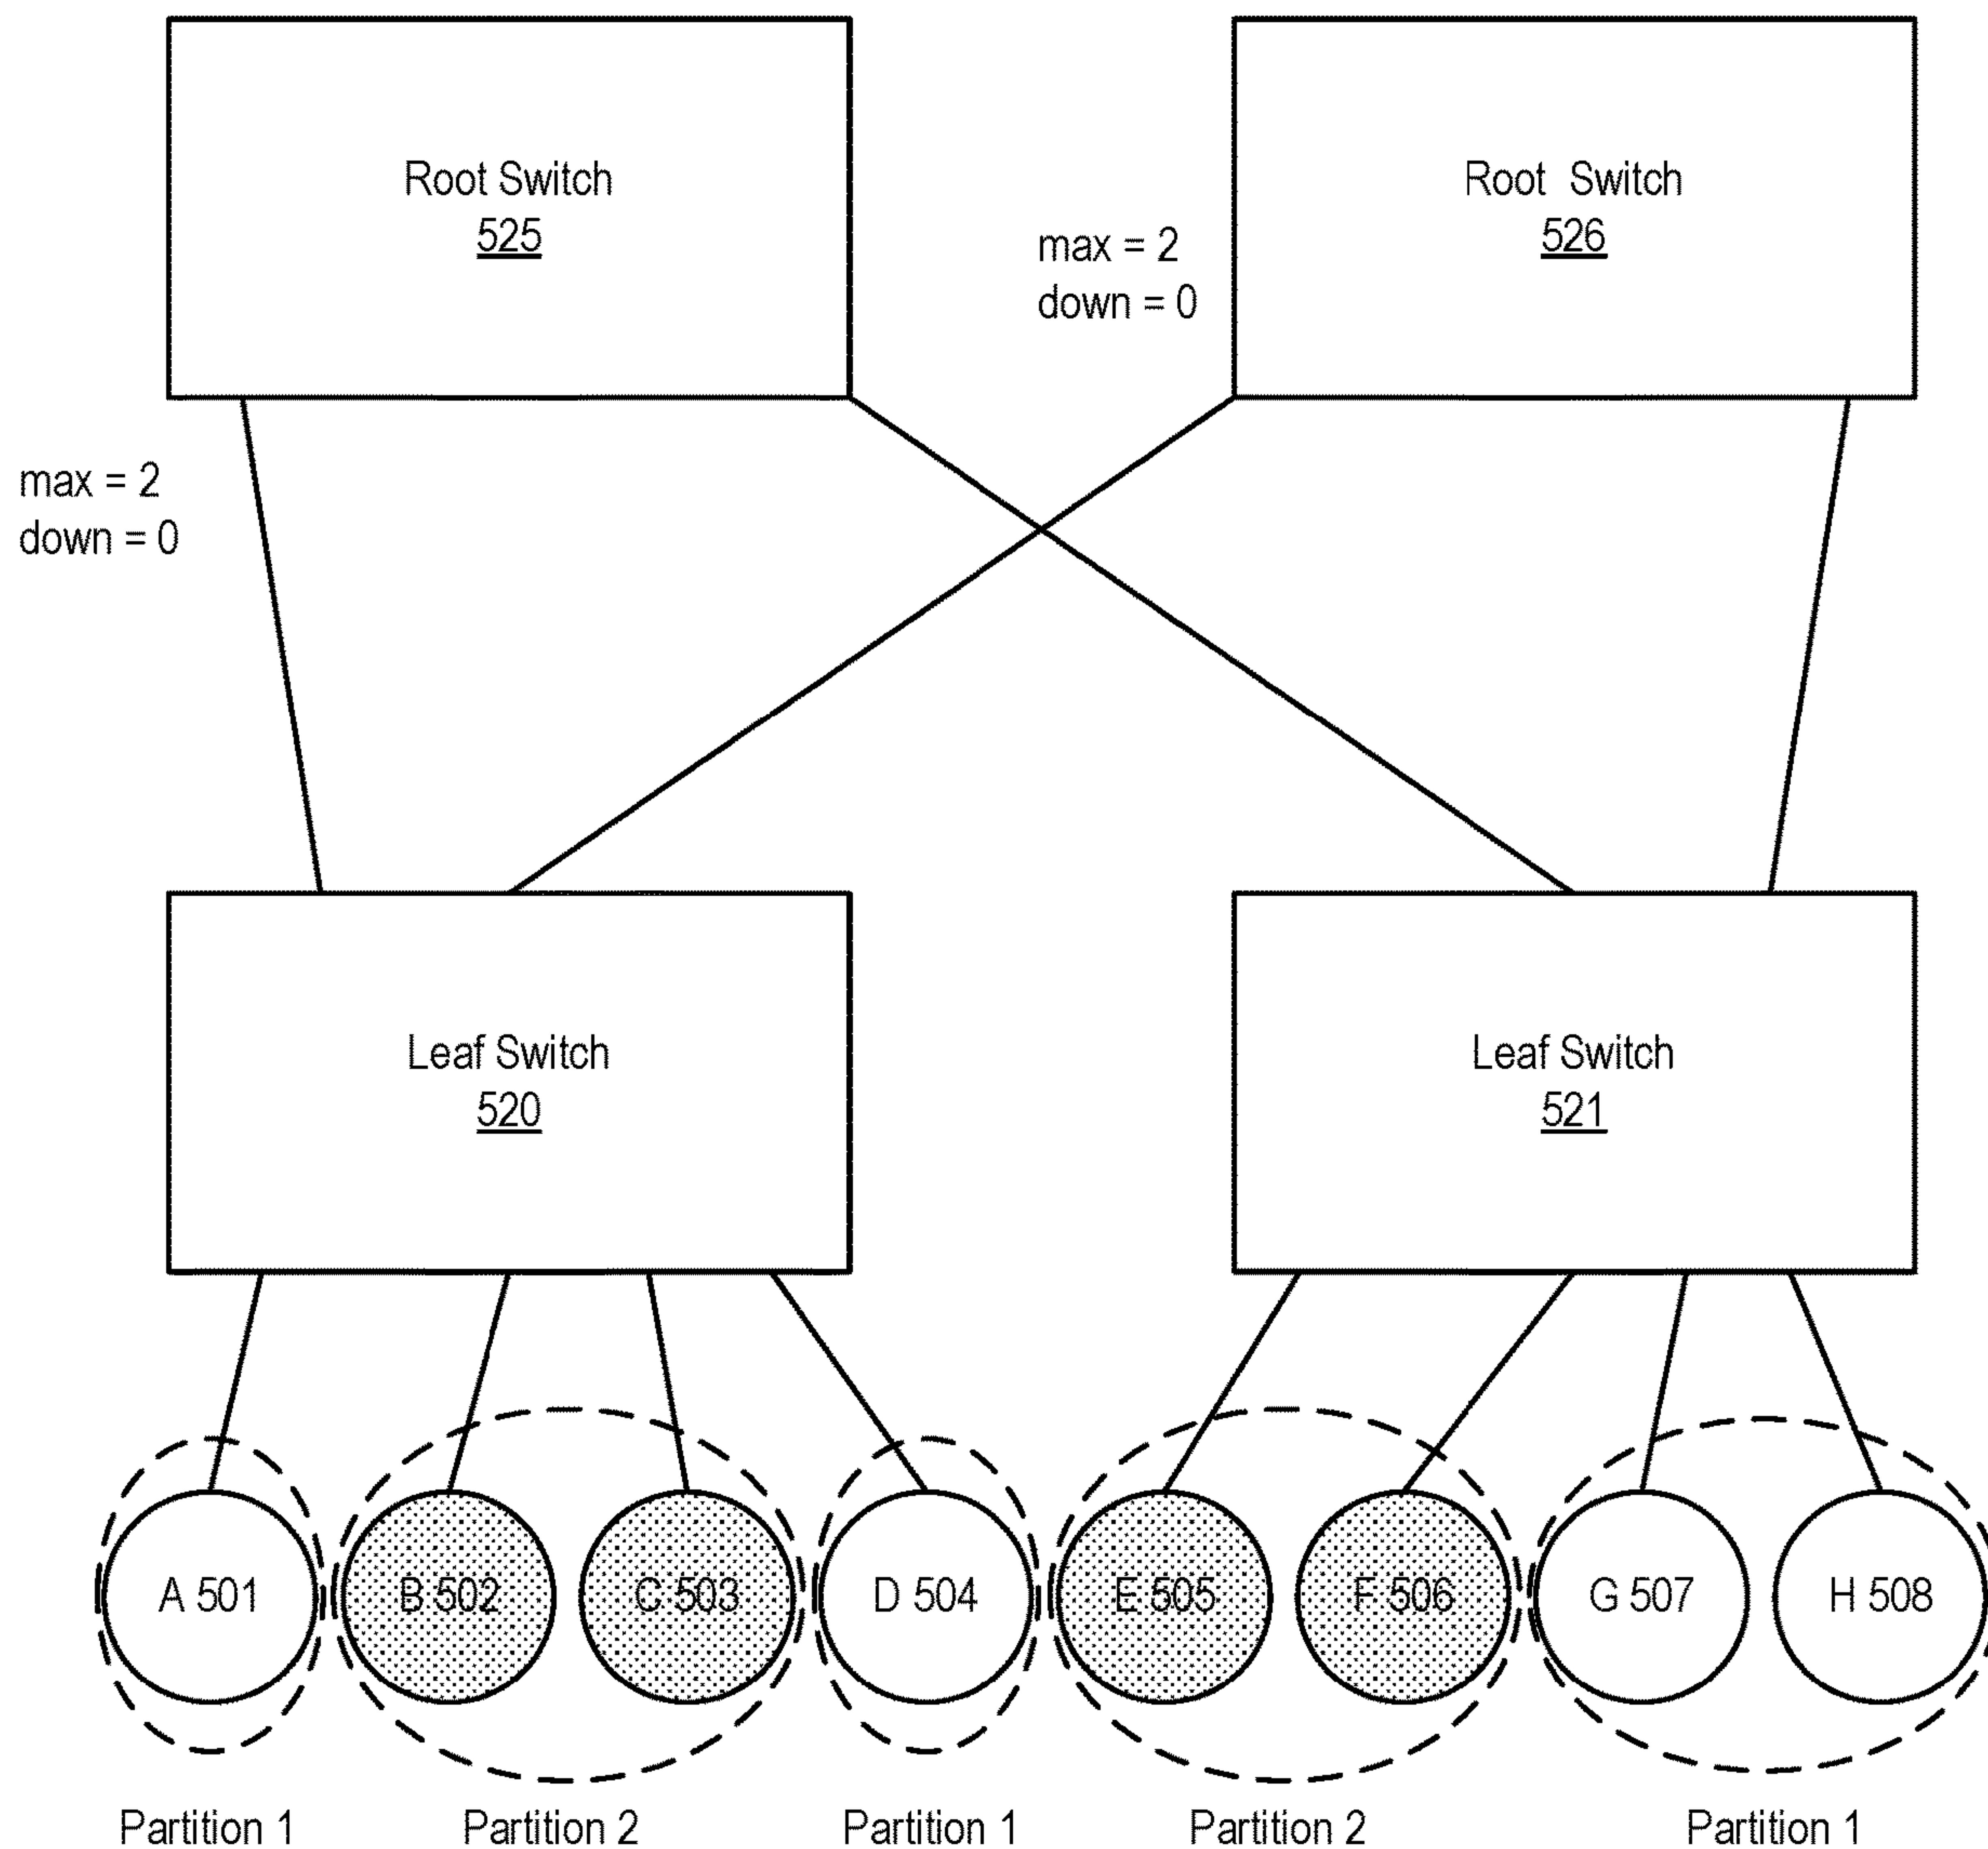 Root Switch
525
Root Switch
526
max = 2
down = 0
max = 2
down = 0
Leaf Switch
520
Leaf Switch
521
A 501
B 502
C 503
D 504
E 505
F 506
G 507
H 508
Partition 1
Partition 2
Partition 1
Partition 2
Partition 1